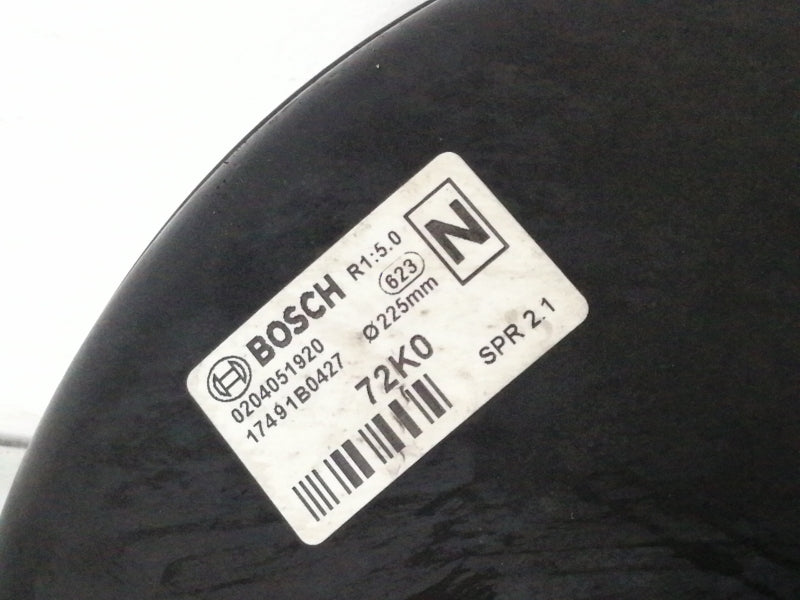 BOSCH R1:5.0
N
0204051920
623
17491B0427
Ø225mm
72K0
SPR 2.1